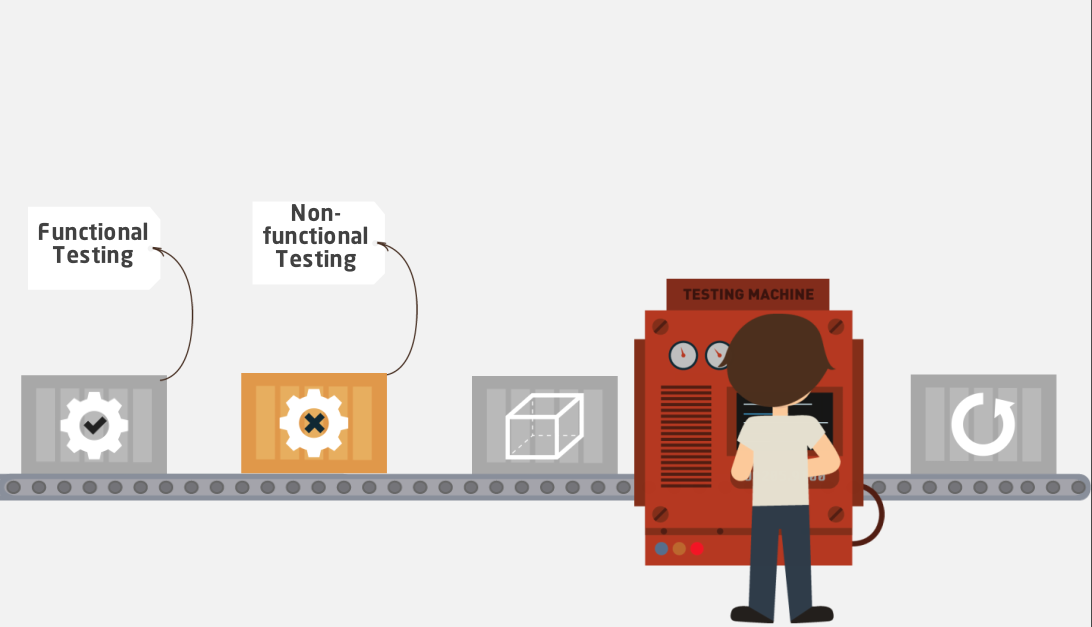 Functional
Testing
Non-
functional
Testing
TESTING MACHINE